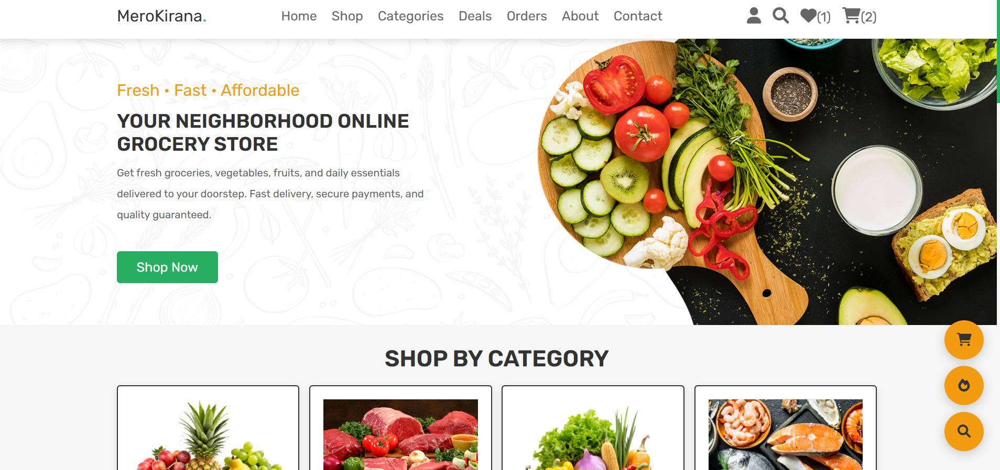 MeroKirana.
Home Shop Categories Deals Orders About Contact
(1) (2)
Fresh • Fast • Affordable
YOUR NEIGHBORHOOD ONLINE
GROCERY STORE
Get fresh groceries, vegetables, fruits, and daily essentials
delivered to your doorstep. Fast delivery, secure payments, and
quality guaranteed.
Shop Now
SHOP BY CATEGORY